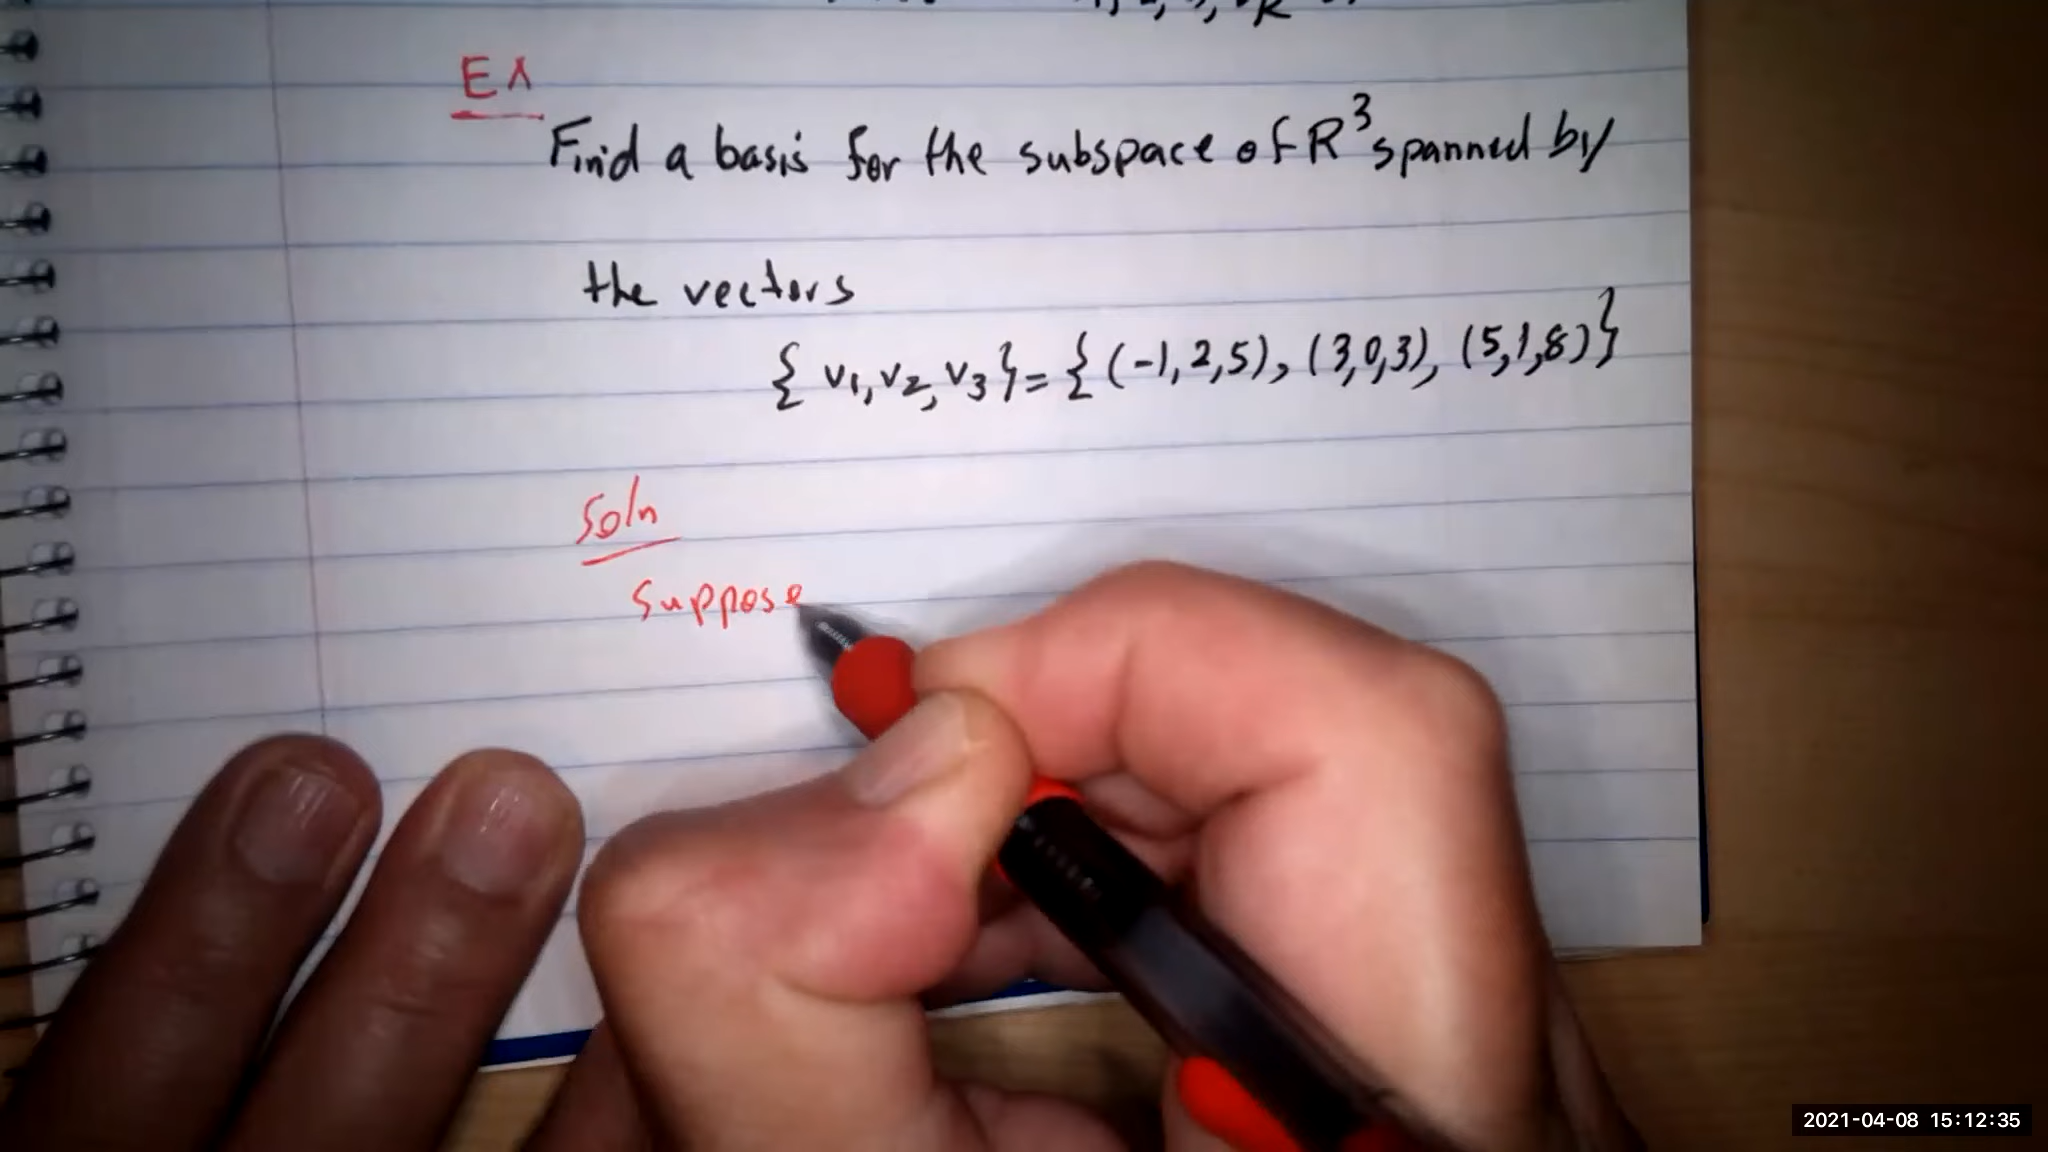 EX
Find a basis for the subspace of R³ spanned by
the vectors
{ v₁, v₂, v₃ } = { (-1, 2, 5), (3, 0, 3), (5, 1, 8) }
Soln
Suppose
2021-04-08 15:12:35